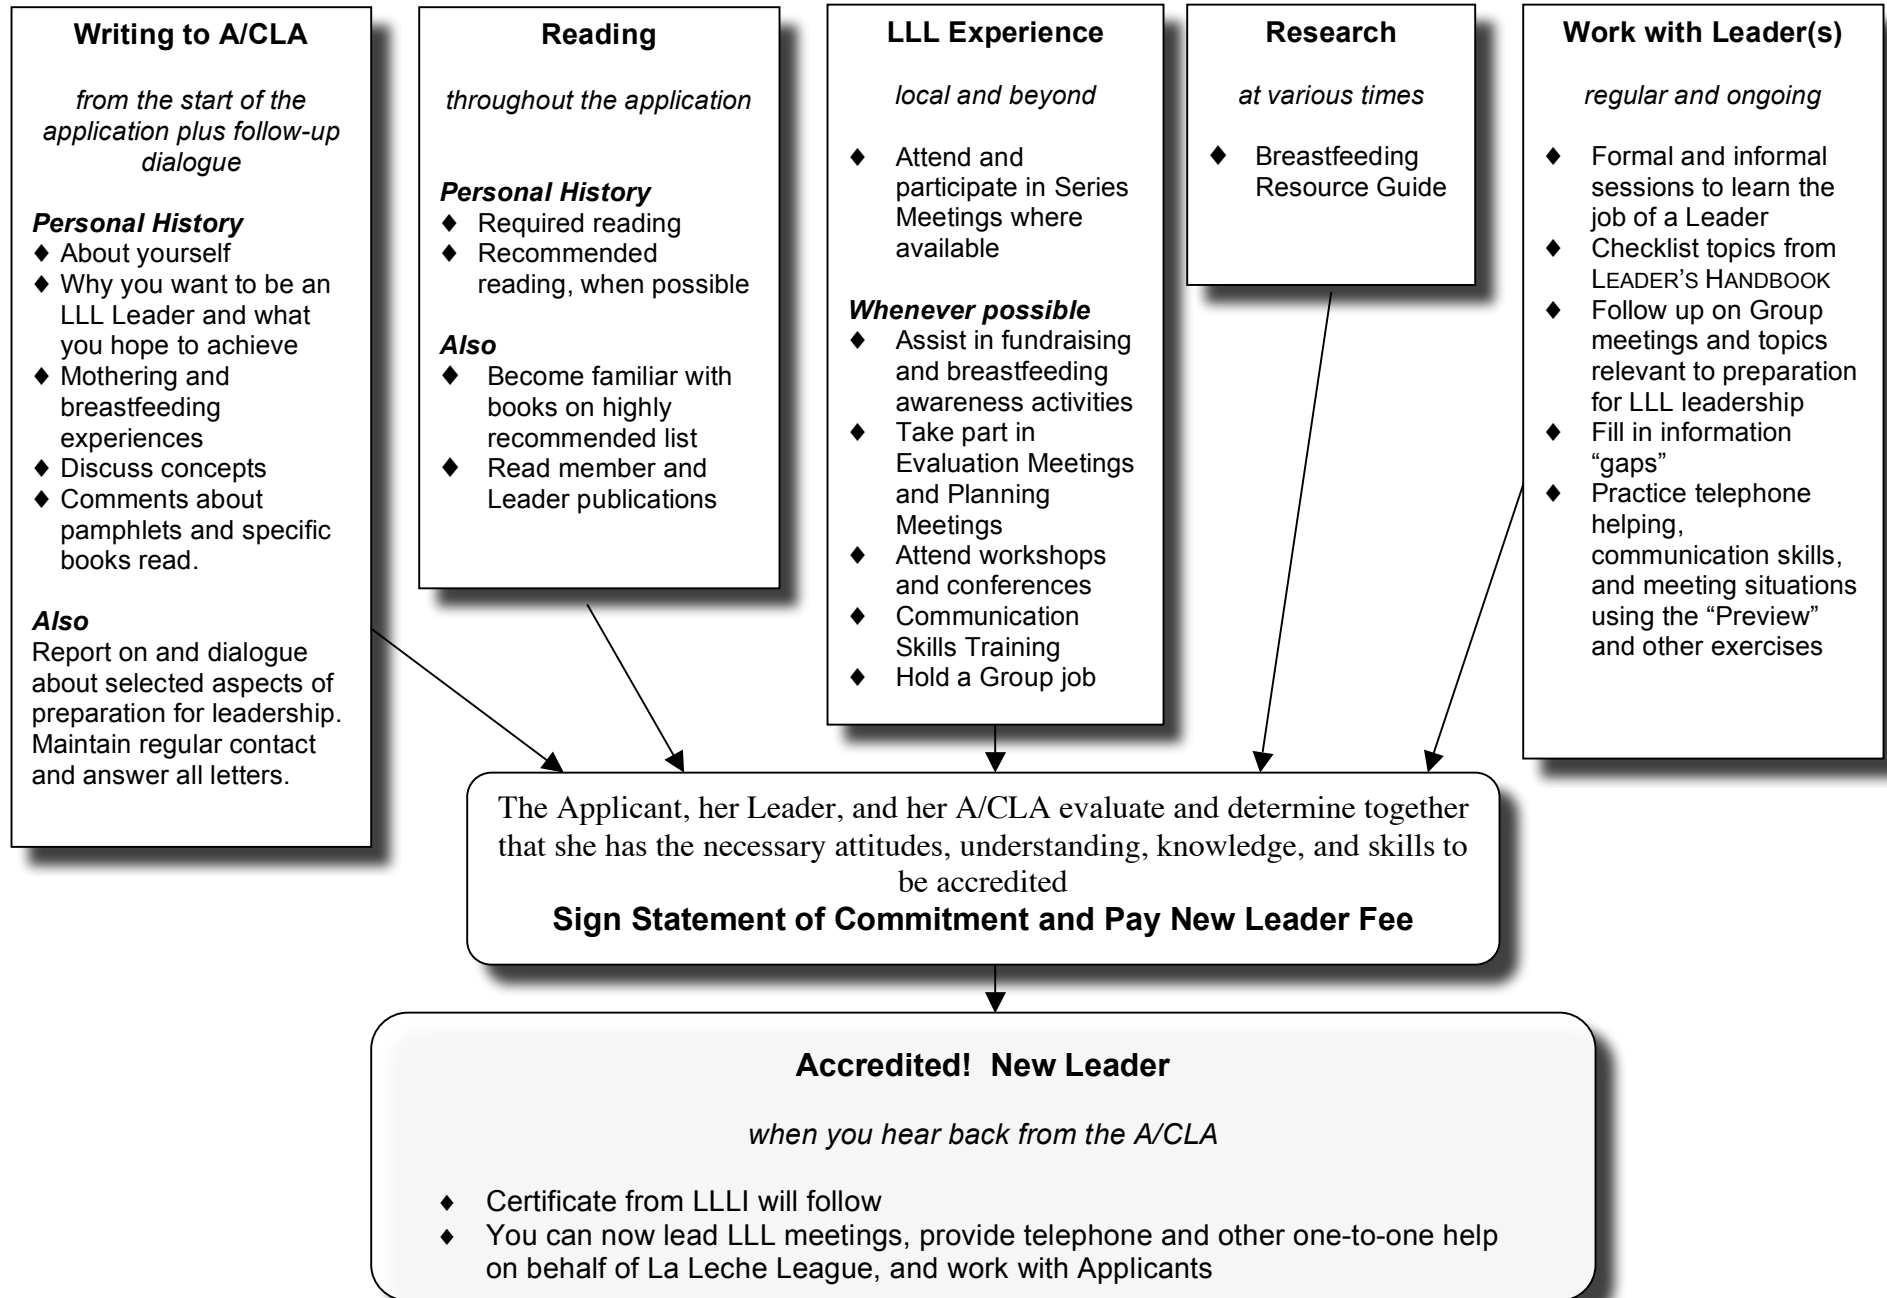 Writing to A/CLA
from the start of the
application plus follow-up
dialogue
Personal History
♦ About yourself
♦ Why you want to be an
LLL Leader and what
you hope to achieve
♦ Mothering and
breastfeeding
experiences
♦ Discuss concepts
♦ Comments about
pamphlets and specific
books read.
Also
Report on and dialogue
about selected aspects of
preparation for leadership.
Maintain regular contact
and answer all letters.
Reading
throughout the application
Personal History
♦ Required reading
♦ Recommended
reading, when possible
Also
♦ Become familiar with
books on highly
recommended list
♦ Read member and
Leader publications
LLL Experience
local and beyond
♦ Attend and
participate in Series
Meetings where
available
Whenever possible
♦ Assist in fundraising
and breastfeeding
awareness activities
♦ Take part in
Evaluation Meetings
and Planning
Meetings
♦ Attend workshops
and conferences
♦ Communication
Skills Training
♦ Hold a Group job
Research
at various times
♦ Breastfeeding
Resource Guide
Work with Leader(s)
regular and ongoing
♦ Formal and informal
sessions to learn the
job of a Leader
♦ Checklist topics from
LEADER'S HANDBOOK
♦ Follow up on Group
meetings and topics
relevant to preparation
for LLL leadership
♦ Fill in information
“gaps”
♦ Practice telephone
helping,
communication skills,
and meeting situations
using the “Preview”
and other exercises
The Applicant, her Leader, and her A/CLA evaluate and determine together
that she has the necessary attitudes, understanding, knowledge, and skills to
be accredited
Sign Statement of Commitment and Pay New Leader Fee
Accredited! New Leader
when you hear back from the A/CLA
♦ Certificate from LLLI will follow
♦ You can now lead LLL meetings, provide telephone and other one-to-one help
on behalf of La Leche League, and work with Applicants